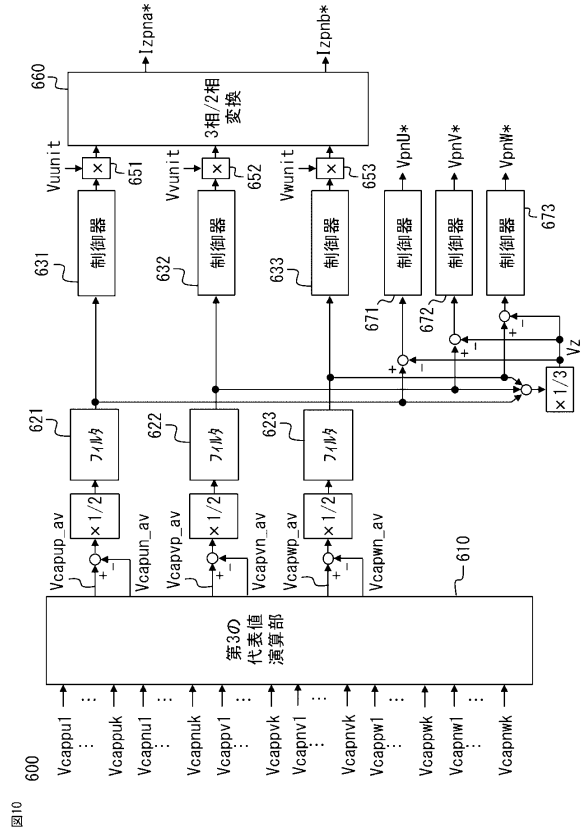 図10
600
Vcappu1
...
Vcappuk
Vcapnu1
...
Vcapnuk
Vcappv1
...
Vcappvk
Vcapnv1
...
Vcapnvk
Vcappw1
...
Vcappwk
Vcapnw1
...
Vcapnwk
第3の
代表値
演算部
610
Vcapup_av
+
−
Vcapun_av
×1/2
フィルタ
621
制御器
631
Vuunit
×
651
Vcapvp_av
+
−
Vcapvn_av
×1/2
フィルタ
622
制御器
632
Vvunit
×
652
Vcapwp_av
+
−
Vcapwn_av
×1/2
フィルタ
623
制御器
633
Vwunit
×
653
3相/2相
変換
660
Izpna*
Izpnb*
+
−
制御器
671
VpnU*
+
−
制御器
672
VpnV*
+
−
制御器
673
VpnW*
×1/3
Vz